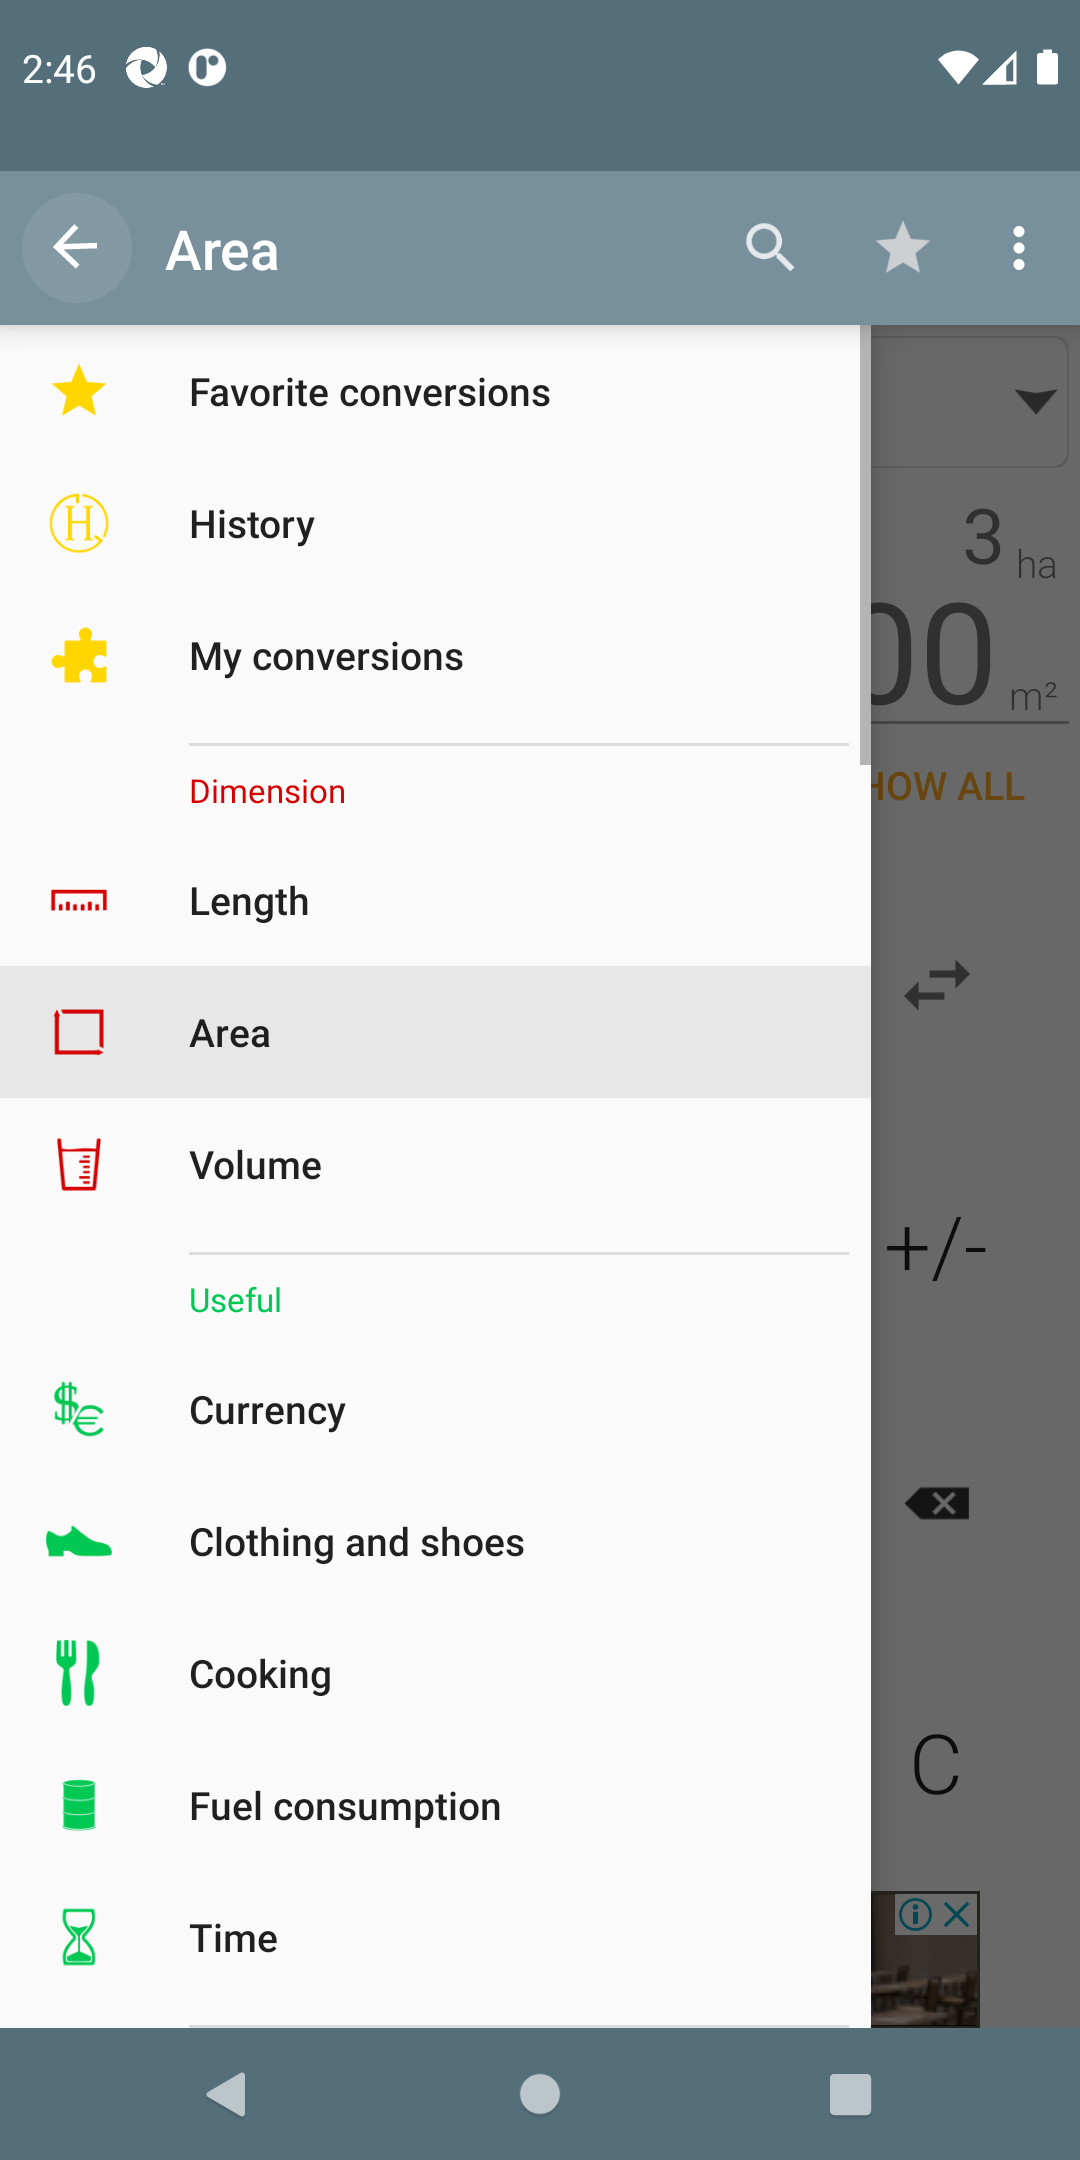 2:46
Area
Favorite conversions
3 ha
History
00 m²
My conversions
Dimension
HOW ALL
Length
Area
Volume
+/-
Useful
Currency
Clothing and shoes
Cooking
C
Fuel consumption
Time